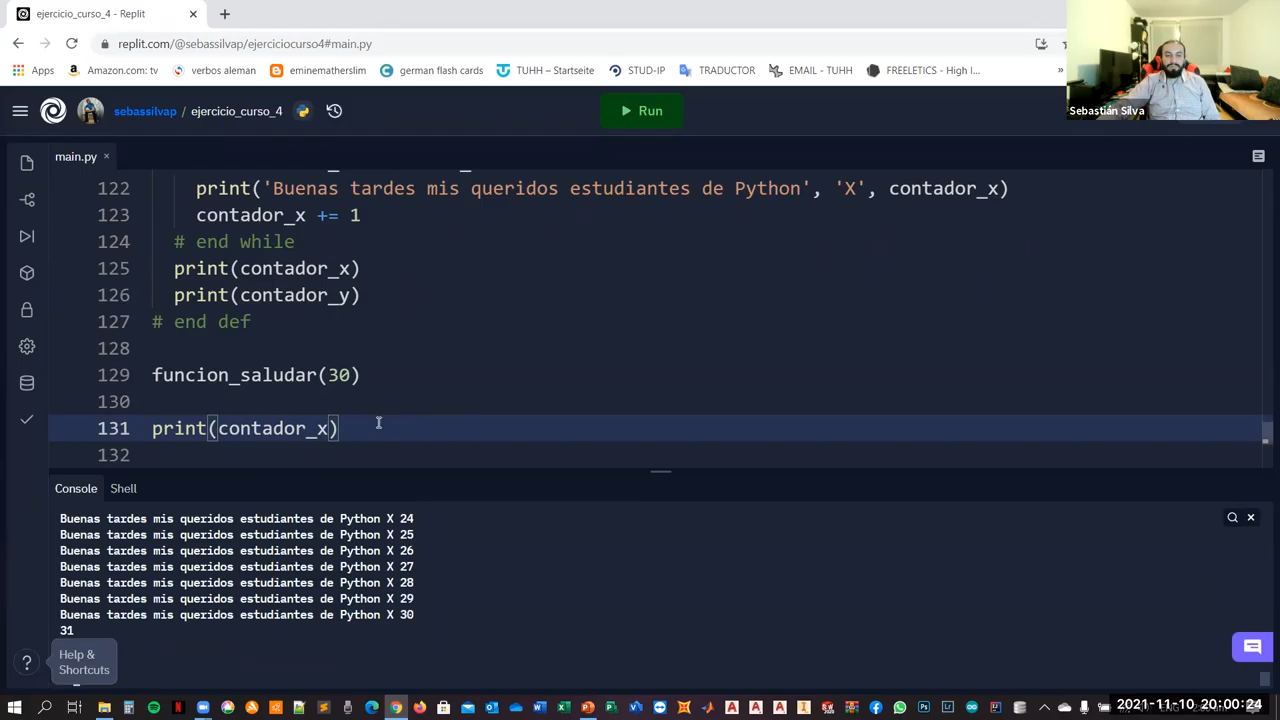 ejercicio_curso_4 - Replit
replit.com/@sebassilvap/ejerciciocurso4#main.py
Apps
Amazon.com: tv
verbos aleman
eminematherslim
german flash card
TUHH – Startseite
STUD-IP
TRADUCTOR
EMAIL - TUHH
FREELETICS - High I...
»
Sebastián Silva
sebassilvap / ejercicio_curso_4
Run
main.py
122 print('Buenas tardes mis queridos estudiantes de Python', 'X', contador_x)
123 contador_x += 1
124 # end while
125 print(contador_x)
126 print(contador_y)
127 # end def
128
129 funcion_saludar(30)
130
131 print(contador_x)
132
Console Shell
Buenas tardes mis queridos estudiantes de Python X 24
Buenas tardes mis queridos estudiantes de Python X 25
Buenas tardes mis queridos estudiantes de Python X 26
Buenas tardes mis queridos estudiantes de Python X 27
Buenas tardes mis queridos estudiantes de Python X 28
Buenas tardes mis queridos estudiantes de Python X 29
Buenas tardes mis queridos estudiantes de Python X 30
31
Help &
Shortcuts
2021-11-10 20:00:24